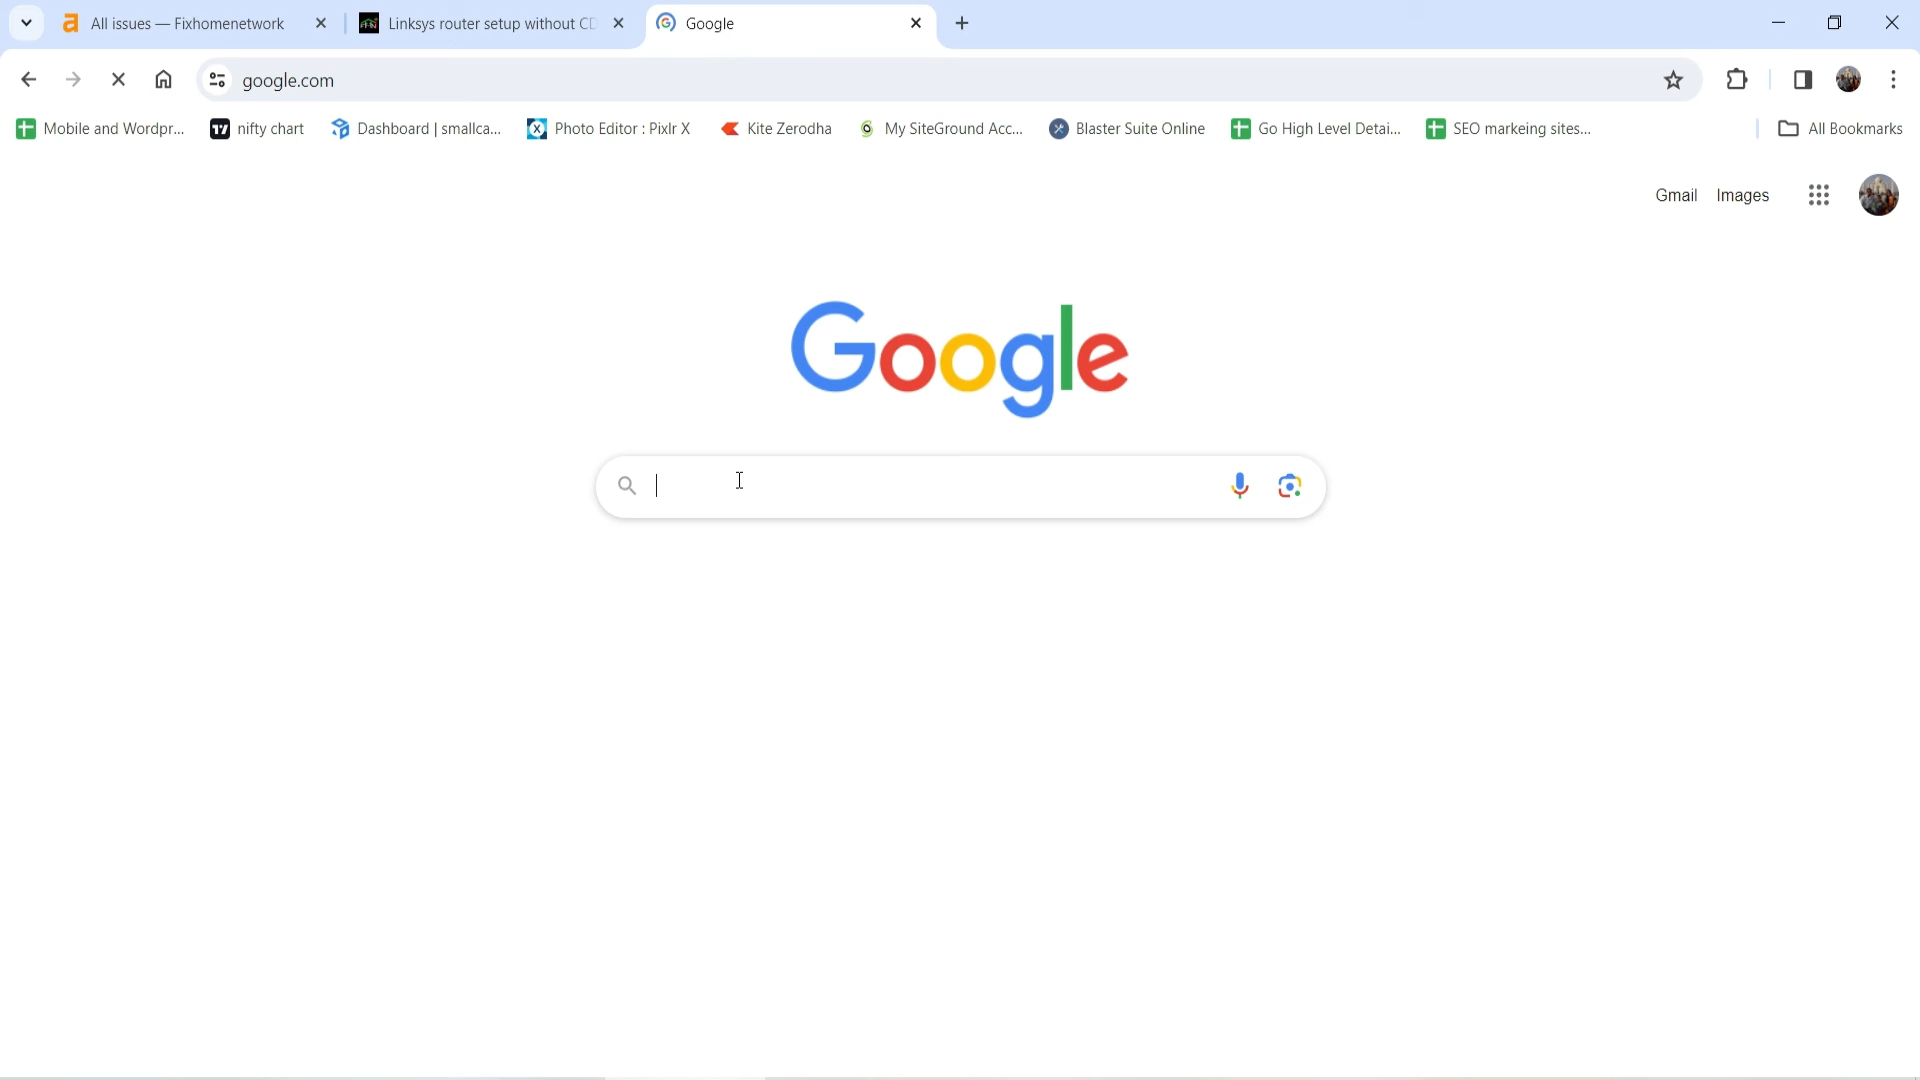 All issues — Fixhomenetwork
Linksys router setup without CD
Google
google.com
Mobile and Wordpr... nifty chart Dashboard | smallca... Photo Editor : Pixlr X Kite Zerodha My SiteGround Acc... Blaster Suite Online Go High Level Detai... SEO markeing sites... All Bookmarks
Gmail Images
Google